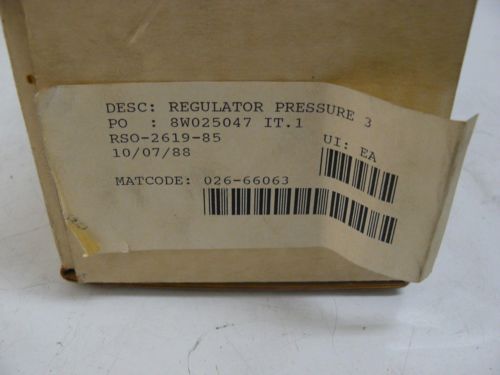 DESC: REGULATOR PRESSURE 3
PO : 8W025047 IT.1
RSO-2619-85 UI: EA
10/07/88
MATCODE: 026-66063